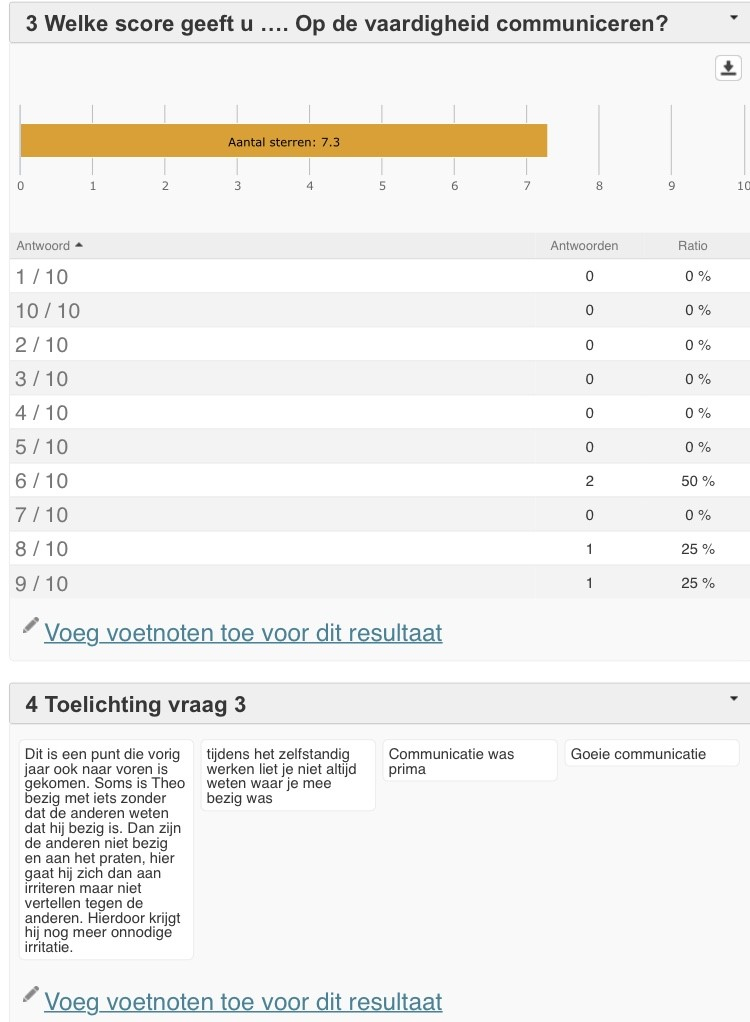 3 Welke score geeft u .... Op de vaardigheid communiceren?
Aantal sterren: 7.3
0 1 2 3 4 5 6 7 8 9 10
Antwoord Antwoorden Ratio
1 / 10 0 0 %
10 / 10 0 0 %
2 / 10 0 0 %
3 / 10 0 0 %
4 / 10 0 0 %
5 / 10 0 0 %
6 / 10 2 50 %
7 / 10 0 0 %
8 / 10 1 25 %
9 / 10 1 25 %
Voeg voetnoten toe voor dit resultaat
4 Toelichting vraag 3
Dit is een punt die vorig
jaar ook naar voren is
gekomen. Soms is Theo
bezig met iets zonder
dat de anderen weten
dat hij bezig is. Dan zijn
de anderen niet bezig
en aan het praten, hier
gaat hij zich dan aan
irriteren maar niet
vertellen tegen de
anderen. Hierdoor krijgt
hij nog meer onnodige
irritatie.
tijdens het zelfstandig
werken liet je niet altijd
weten waar je mee
bezig was
Communicatie was
prima
Goeie communicatie
Voeg voetnoten toe voor dit resultaat